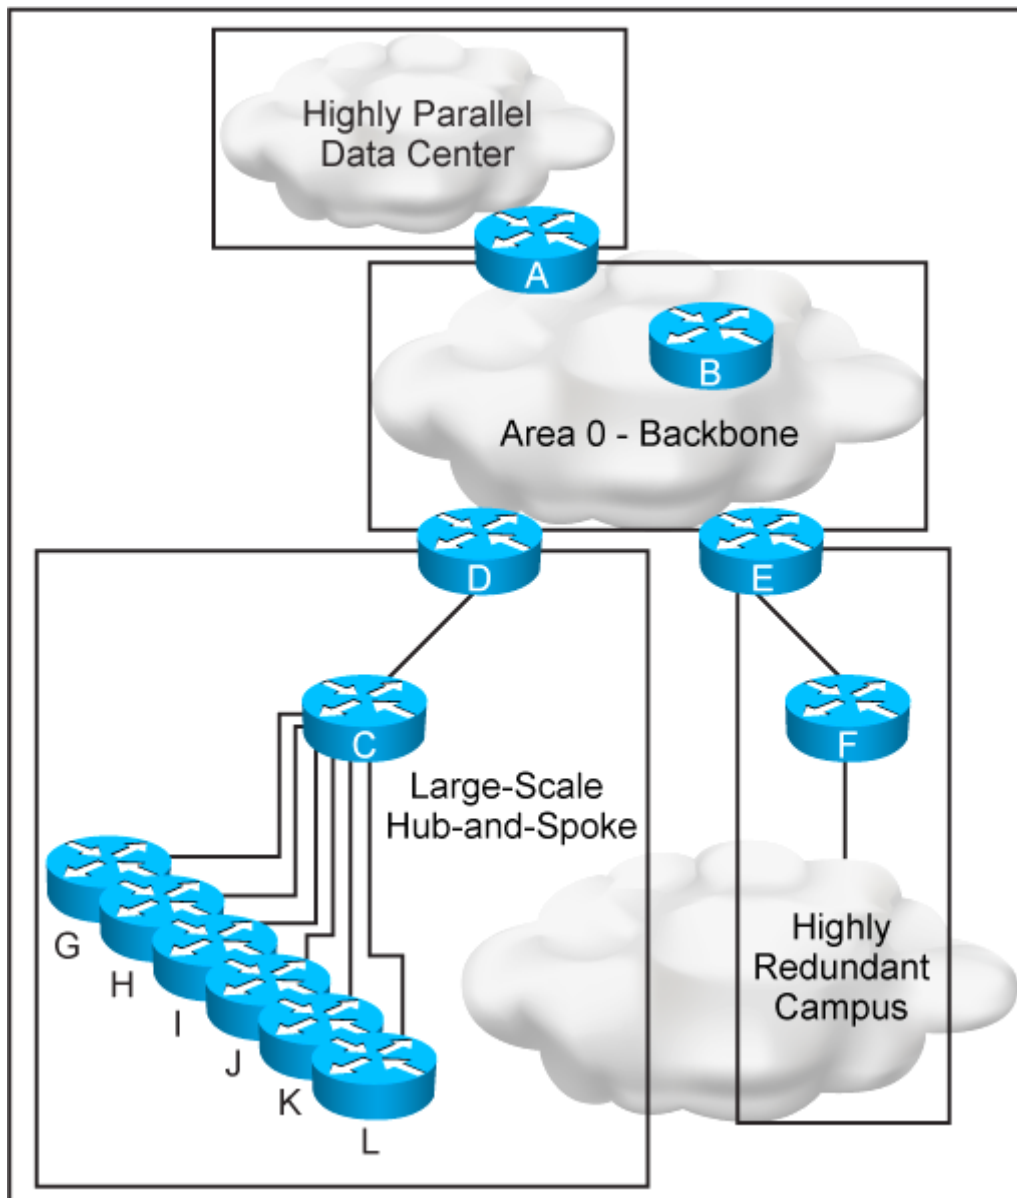 Highly Parallel
Data Center
A
B
Area 0 - Backbone
D
E
C
F
Large-Scale
Hub-and-Spoke
G
H
I
J
K
L
Highly
Redundant
Campus